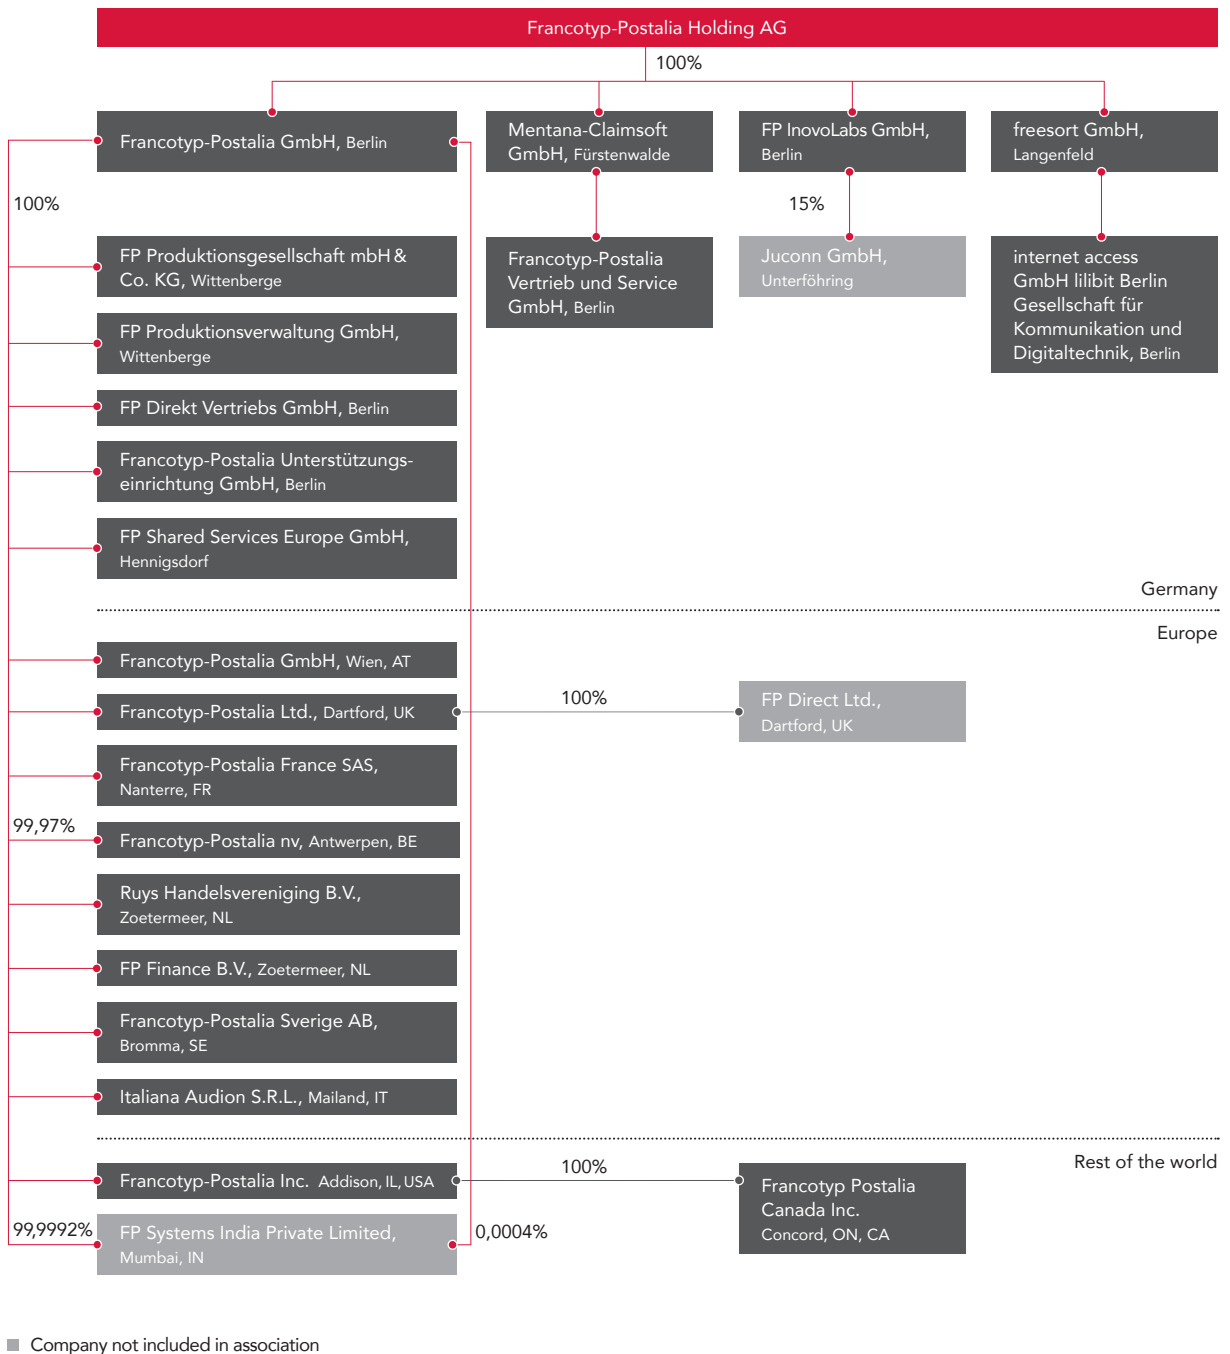 Francotyp-Postalia Holding AG
100%
Francotyp-Postalia GmbH, Berlin
Mentana-Claimsoft
GmbH, Fürstenwalde
FP InovoLabs GmbH,
Berlin
freesort GmbH,
Langenfeld
100%
15%
FP Produktionsgesellschaft mbH &
Co. KG, Wittenberge
Francotyp-Postalia
Vertrieb und Service
GmbH, Berlin
Juconn GmbH,
Unterföhring
internet access
GmbH lilibit Berlin
Gesellschaft für
Kommunikation und
Digitaltechnik, Berlin
FP Produktionsverwaltung GmbH,
Wittenberge
FP Direkt Vertriebs GmbH, Berlin
Francotyp-Postalia Unterstützungs-
einrichtung GmbH, Berlin
FP Shared Services Europe GmbH,
Hennigsdorf
Germany
Europe
Francotyp-Postalia GmbH, Wien, AT
Francotyp-Postalia Ltd., Dartford, UK
100%
FP Direct Ltd.,
Dartford, UK
Francotyp-Postalia France SAS,
Nanterre, FR
99,97%
Francotyp-Postalia nv, Antwerpen, BE
Ruys Handelsvereniging B.V.,
Zoetermeer, NL
FP Finance B.V., Zoetermeer, NL
Francotyp-Postalia Sverige AB,
Bromma, SE
Italiana Audion S.R.L., Mailand, IT
Rest of the world
Francotyp-Postalia Inc. Addison, IL, USA
100%
Francotyp Postalia
Canada Inc.
Concord, ON, CA
99,9992%
FP Systems India Private Limited,
Mumbai, IN
0,0004%
Company not included in association